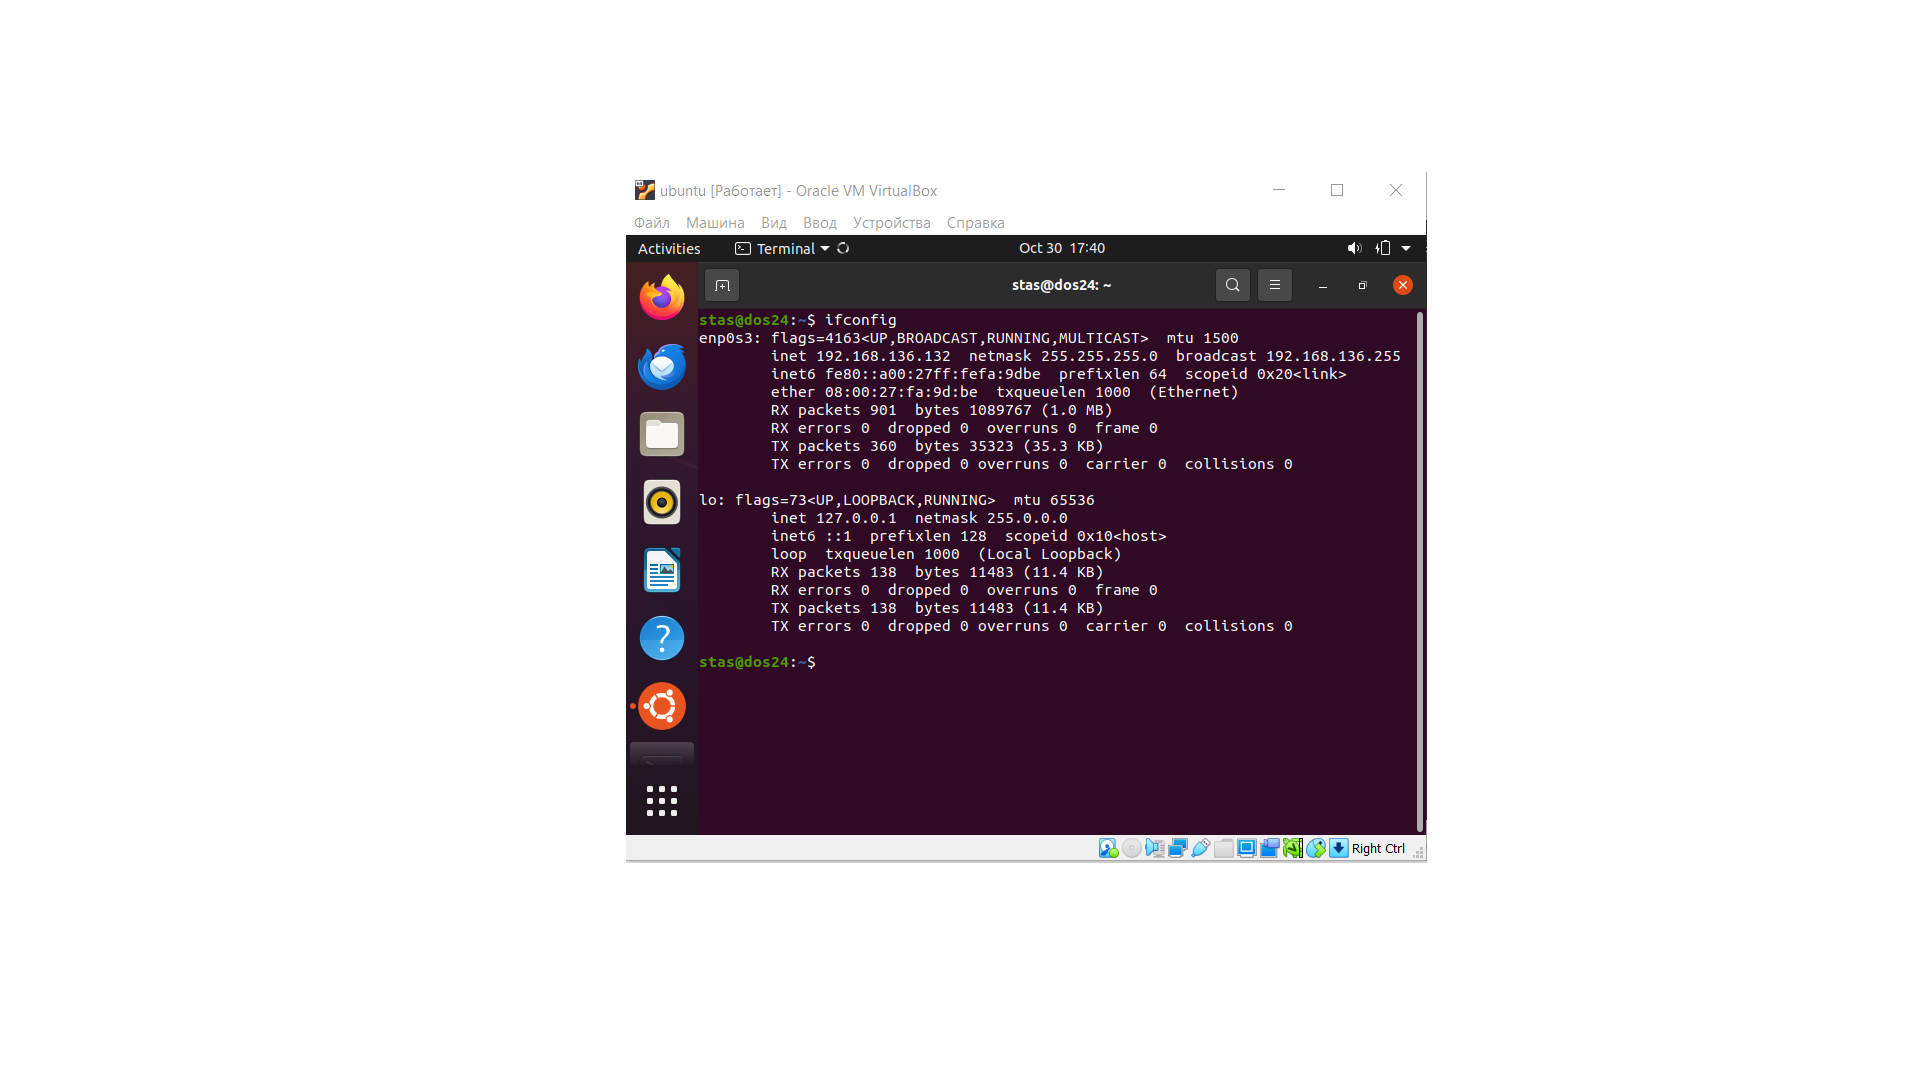 ubuntu [Работает] - Oracle VM VirtualBox
Файл Машина Вид Ввод Устройства Справка
Activities Terminal Oct 30 17:40
stas@dos24: ~
stas@dos24:~$ ifconfig
enp0s3: flags=4163<UP,BROADCAST,RUNNING,MULTICAST>  mtu 1500
        inet 192.168.136.132  netmask 255.255.255.0  broadcast 192.168.136.255
        inet6 fe80::a00:27ff:fefa:9dbe  prefixlen 64  scopeid 0x20<link>
        ether 08:00:27:fa:9d:be  txqueuelen 1000  (Ethernet)
        RX packets 901  bytes 1089767 (1.0 MB)
        RX errors 0  dropped 0  overruns 0  frame 0
        TX packets 360  bytes 35323 (35.3 KB)
        TX errors 0  dropped 0 overruns 0  carrier 0  collisions 0
lo: flags=73<UP,LOOPBACK,RUNNING>  mtu 65536
        inet 127.0.0.1  netmask 255.0.0.0
        inet6 ::1  prefixlen 128  scopeid 0x10<host>
        loop  txqueuelen 1000  (Local Loopback)
        RX packets 138  bytes 11483 (11.4 KB)
        RX errors 0  dropped 0  overruns 0  frame 0
        TX packets 138  bytes 11483 (11.4 KB)
        TX errors 0  dropped 0 overruns 0  carrier 0  collisions 0
stas@dos24:~$
Right Ctrl